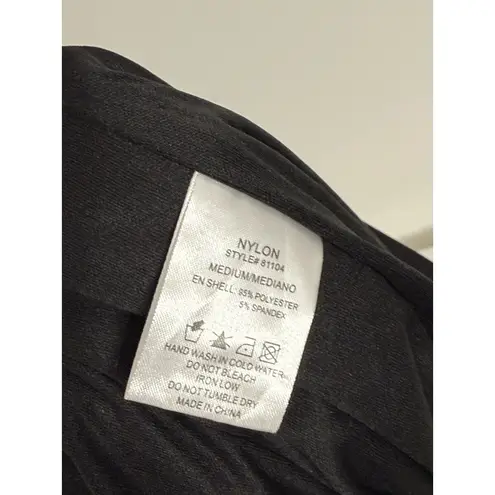 NYLON
STYLE# 81104
MEDIUM/MEDIANO
EN SHELL: 95% POLYESTER
5% SPANDEX
HAND WASH IN COLD WATER
DO NOT BLEACH
IRON LOW
DO NOT TUMBLE DRY
MADE IN CHINA